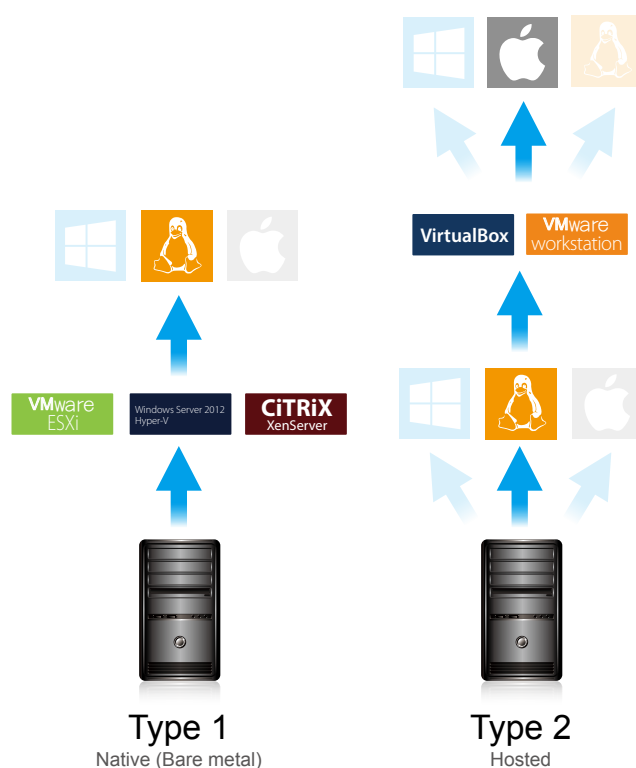 VirtualBox
VMware
workstation
VMware
ESXi
Windows Server 2012
Hyper-V
CiTRiX
XenServer
Type 1
Native (Bare metal)
Type 2
Hosted